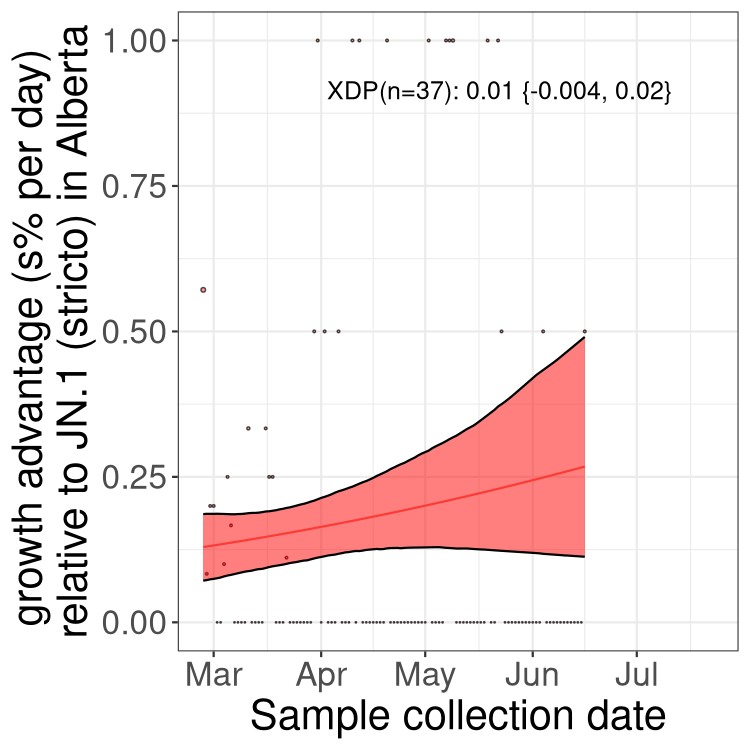 growth advantage (s% per day)
relative to JN.1 (stricto) in Alberta
1.00
XDP(n=37): 0.01 {-0.004, 0.02}
0.75
0.50
0.25
0.00
Mar Apr May Jun Jul
Sample collection date